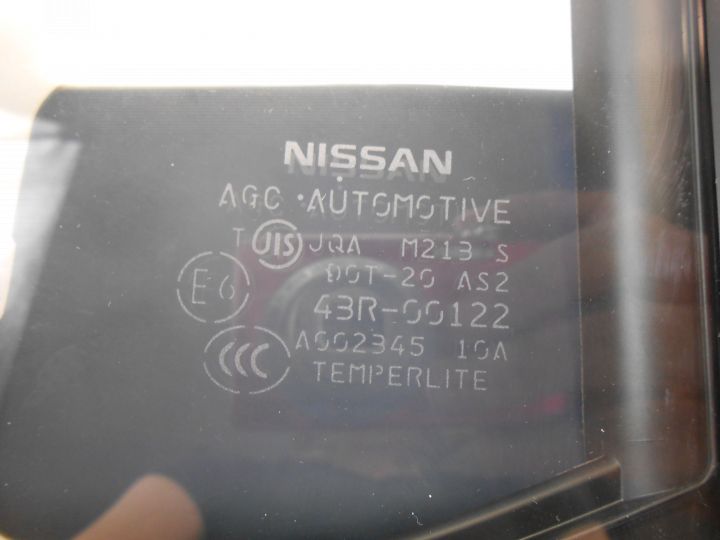 NISSAN
AGC AUTOMOTIVE
T JIS JQA M213 S
DOT-20 AS2
E6 43R-00122
CCC A002345 10A
TEMPERLITE